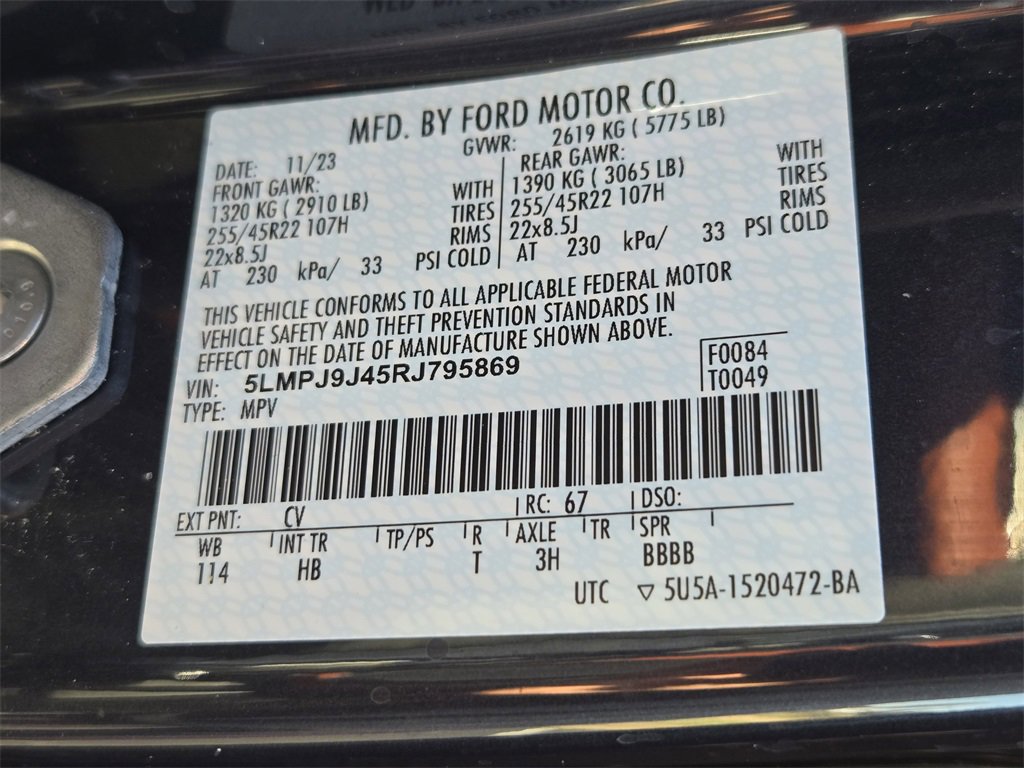 MFD. BY FORD MOTOR CO.
DATE: 11/23 GVWR: 2619 KG ( 5775 LB)
FRONT GAWR: REAR GAWR:
1320 KG ( 2910 LB) WITH 1390 KG ( 3065 LB) WITH
255/45R22 107H TIRES 255/45R22 107H TIRES
22x8.5J RIMS 22x8.5J RIMS
AT 230 kPa/ 33 PSI COLD AT 230 kPa/ 33 PSI COLD
THIS VEHICLE CONFORMS TO ALL APPLICABLE FEDERAL MOTOR
VEHICLE SAFETY AND THEFT PREVENTION STANDARDS IN
EFFECT ON THE DATE OF MANUFACTURE SHOWN ABOVE.
VIN: 5LMPJ9J45RJ795869 F0084
TYPE: MPV T0049
EXT PNT: CV RC: 67 DSO:
WB INT TR TP/PS R AXLE TR SPR
114 HB T 3H BBBB
UTC ▽ 5U5A-1520472-BA